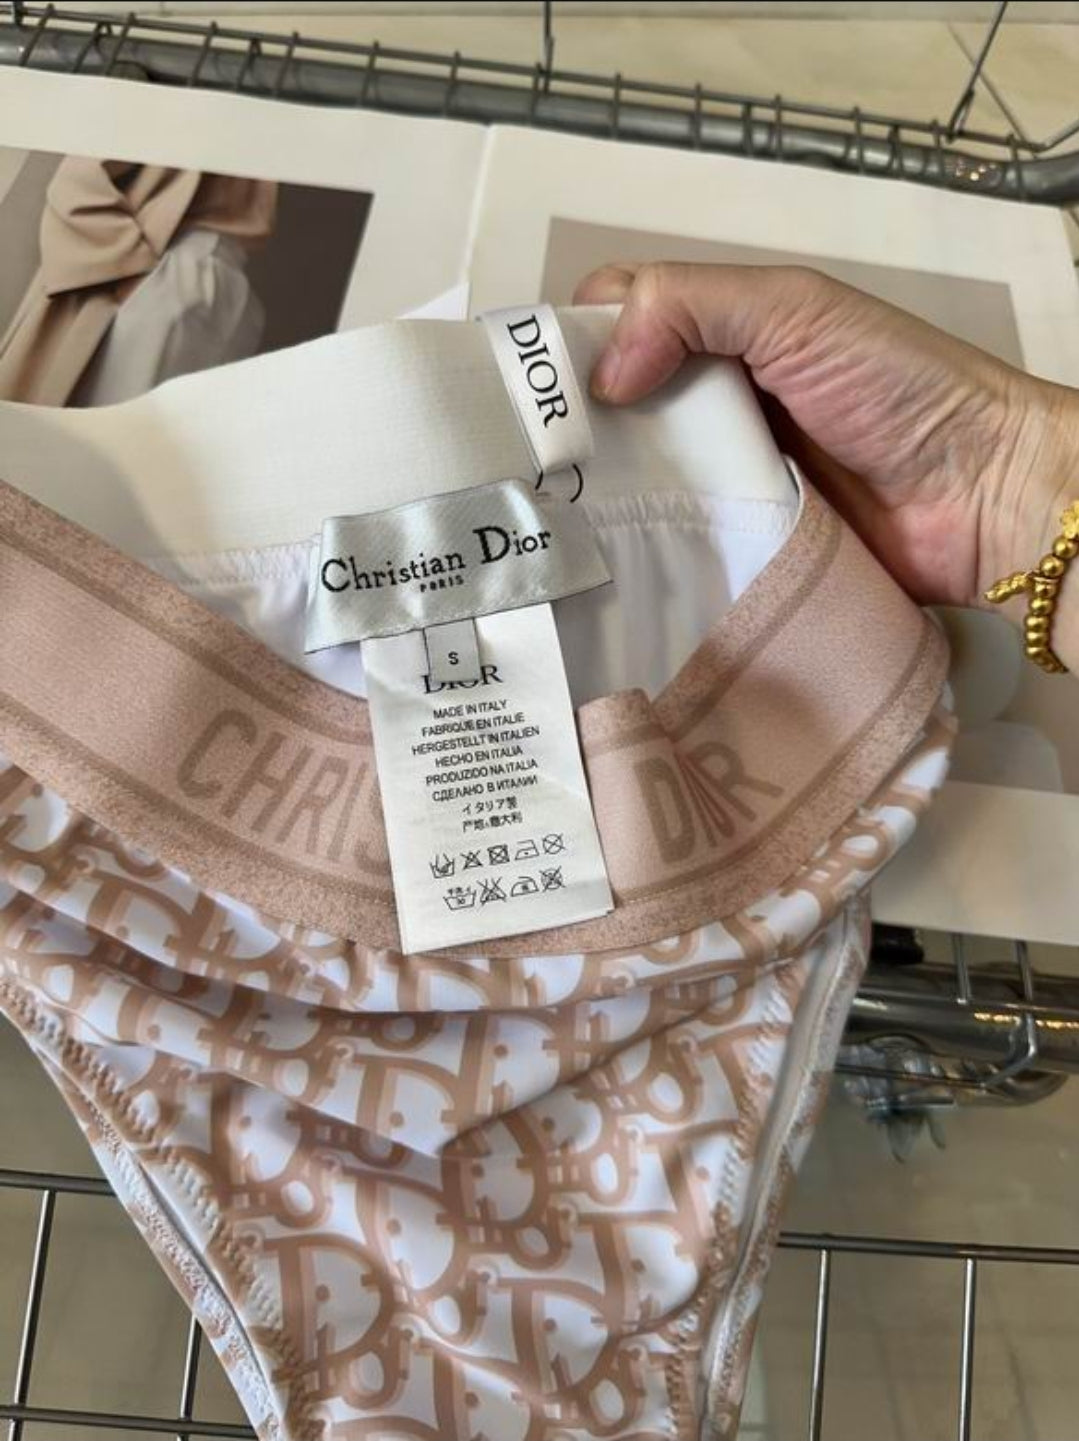 DIOR
Christian Dior
PARIS
S
DIOR
MADE IN ITALY
FABRIQUE EN ITALIE
HERGESTELLT IN ITALIEN
HECHO EN ITALIA
PRODUZIDO NA ITALIA
СДЕЛАНО В ИТАЛИИ
イタリア製
产地:意大利
CHRIS
DIOR